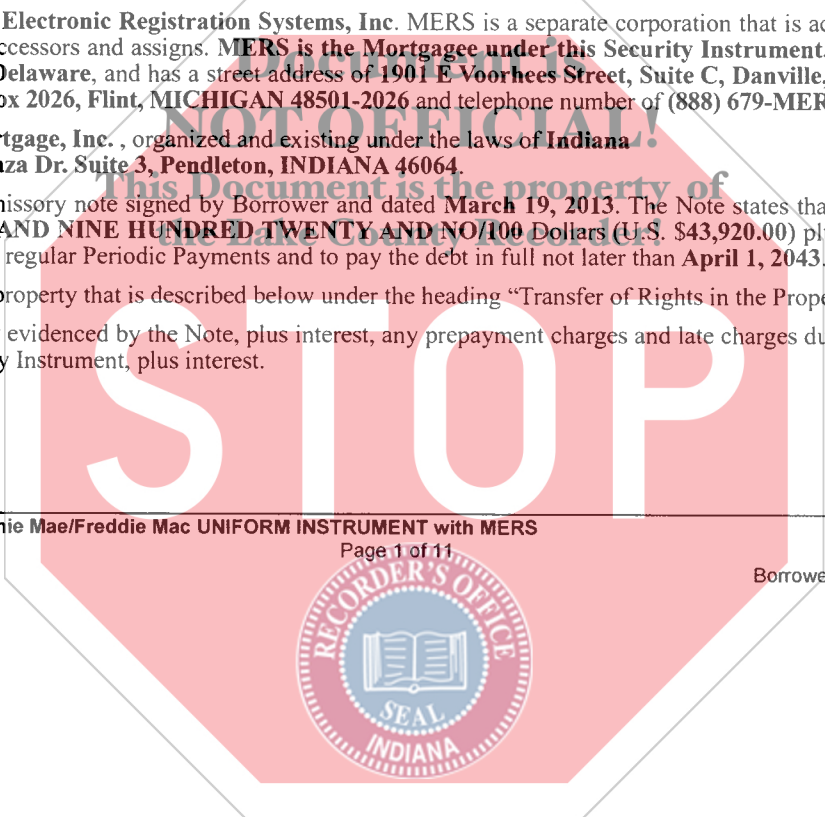 Electronic Registration Systems, Inc. MERS is a separate corporation that is ac
ccessors and assigns. MERS is the Mortgagee under this Security Instrument.
Delaware, and has a street address of 1901 E Voorhees Street, Suite C, Danville,
ox 2026, Flint, MICHIGAN 48501-2026 and telephone number of (888) 679-MER
rtgage, Inc. , organized and existing under the laws of Indiana
aza Dr. Suite 3, Pendleton, INDIANA 46064.
nissory note signed by Borrower and dated March 19, 2013. The Note states tha
AND NINE HUNDRED TWENTY AND NO/100 Dollars (U.S. $43,920.00) pl
regular Periodic Payments and to pay the debt in full not later than April 1, 2043.
property that is described below under the heading “Transfer of Rights in the Prope
evidenced by the Note, plus interest, any prepayment charges and late charges du
y Instrument, plus interest.
Document is
NOT OFFICIAL!
This Document is the property of
the Lake County Recorder!
STOP
nie Mae/Freddie Mac UNIFORM INSTRUMENT with MERS
Page 1 of 11
Borrowe
RECORDER'S OFFICE
SEAL
INDIANA